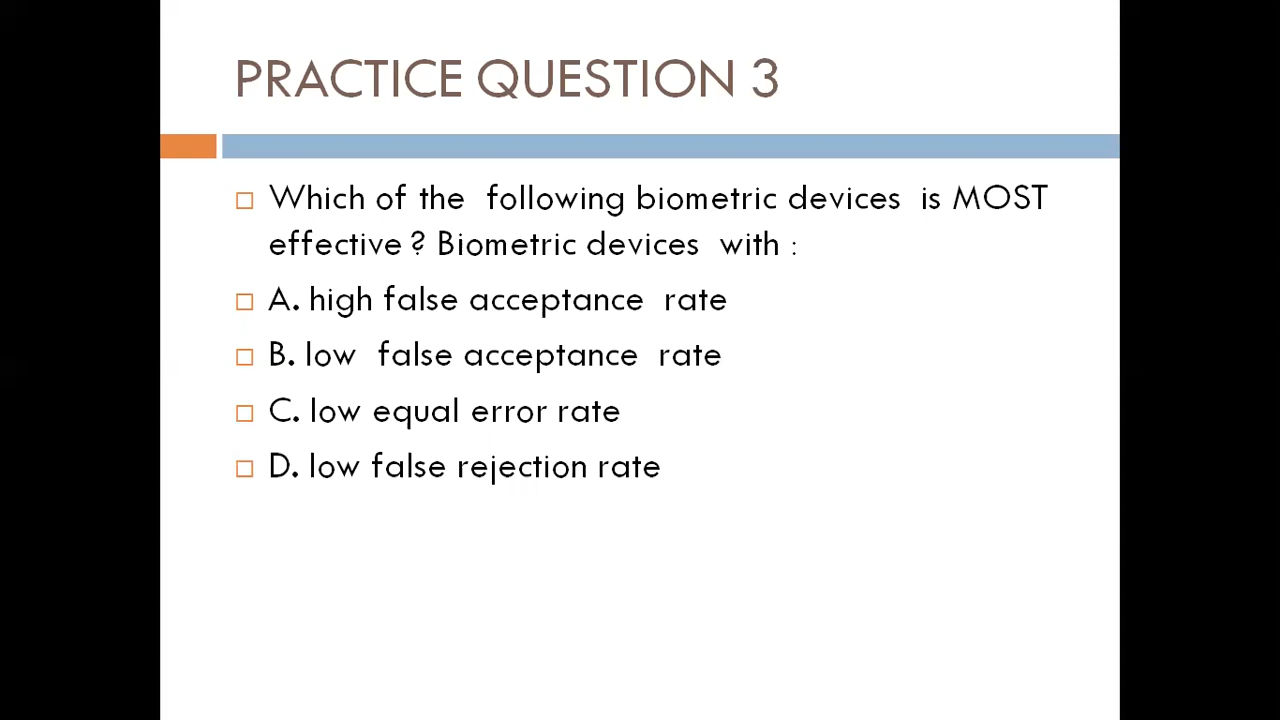 PRACTICE QUESTION 3
Which of the following biometric devices is MOST
effective ? Biometric devices with :
A. high false acceptance rate
B. low false acceptance rate
C. low equal error rate
D. low false rejection rate